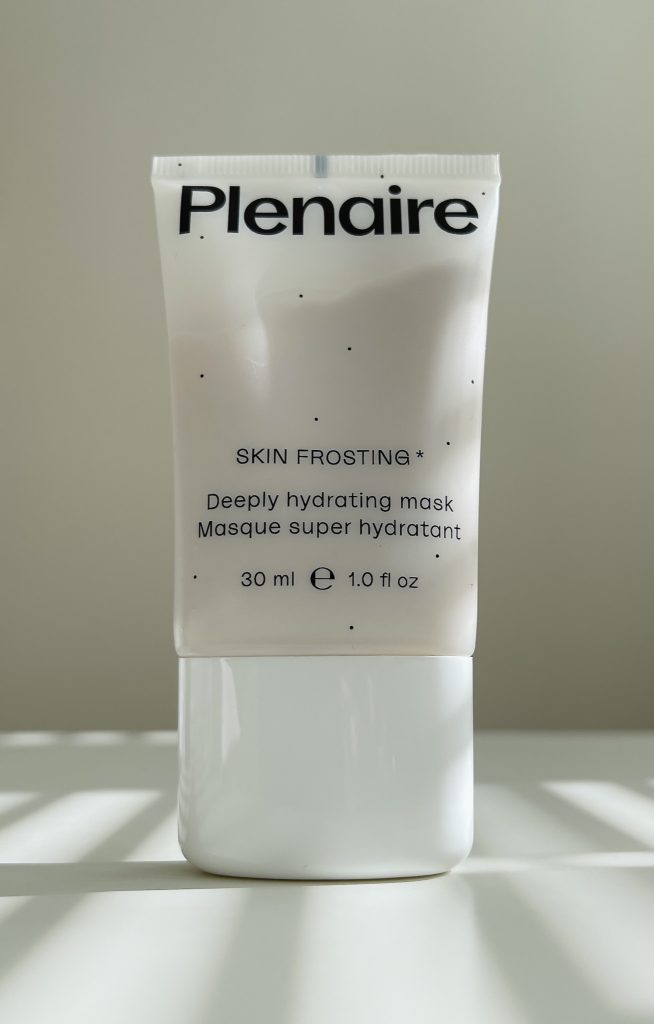 Plenaire
SKIN FROSTING*
Deeply hydrating mask
Masque super hydratant
30 ml ℮ 1.0 fl oz